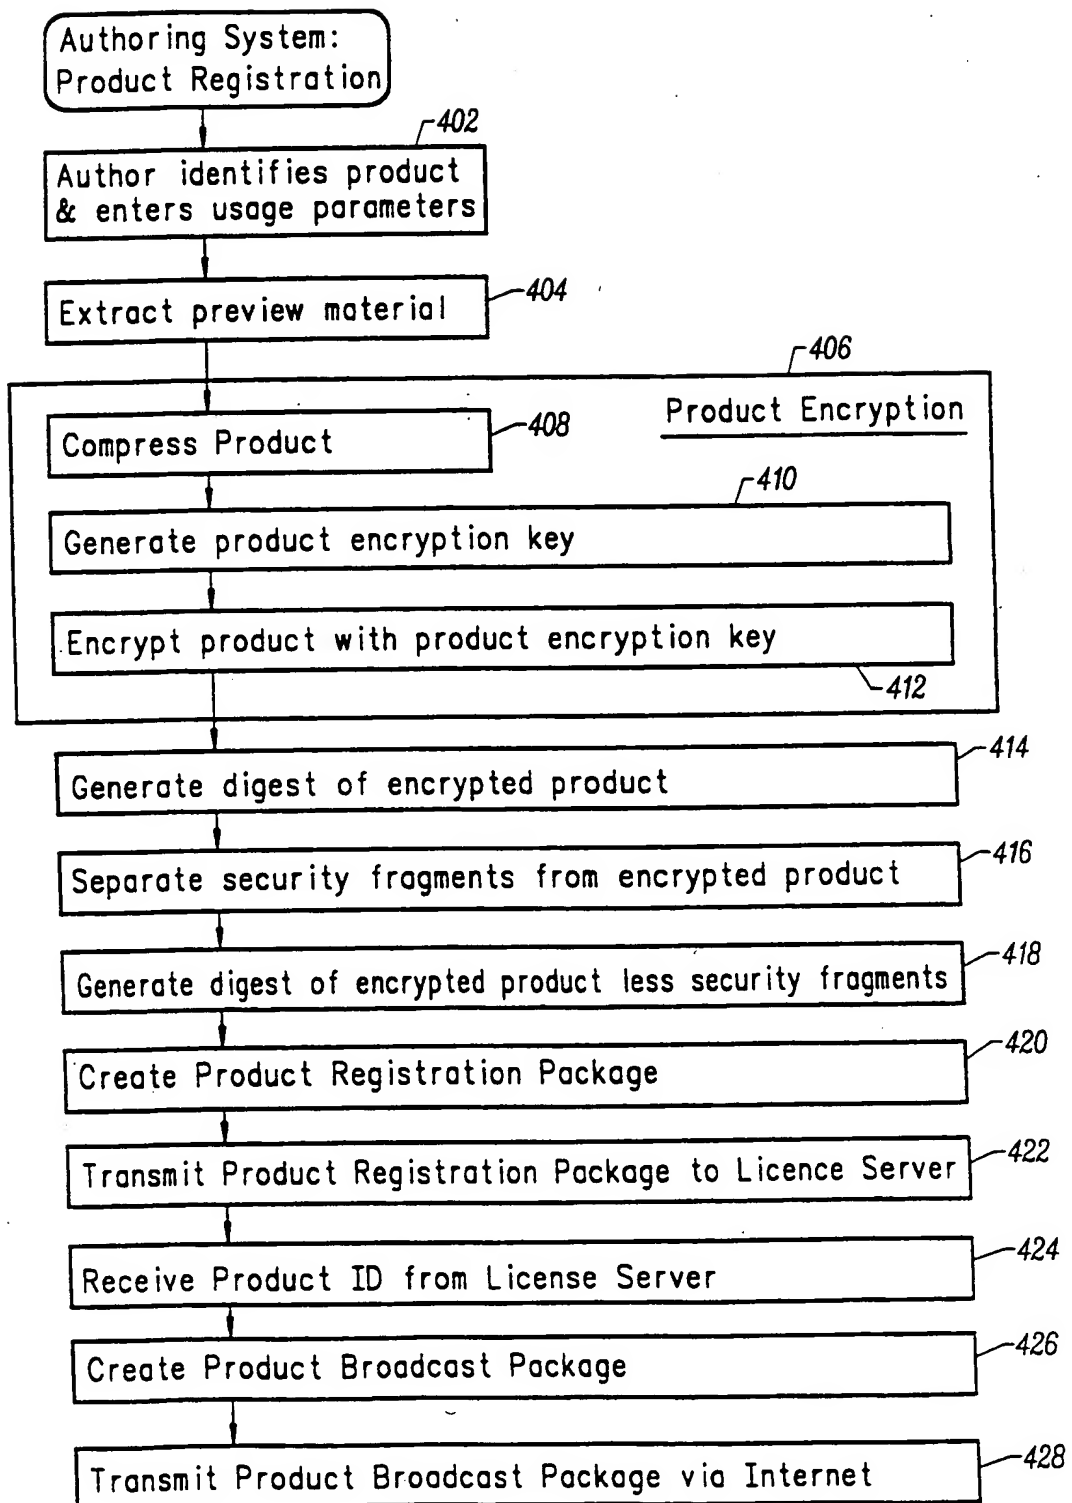 Authoring System:
Product Registration
402
Author identifies product
& enters usage parameters
404
Extract preview material
406
Product Encryption
408
Compress Product
410
Generate product encryption key
Encrypt product with product encryption key
412
414
Generate digest of encrypted product
416
Separate security fragments from encrypted product
418
Generate digest of encrypted product less security fragments
420
Create Product Registration Package
422
Transmit Product Registration Package to Licence Server
424
Receive Product ID from License Server
426
Create Product Broadcast Package
428
Transmit Product Broadcast Package via Internet